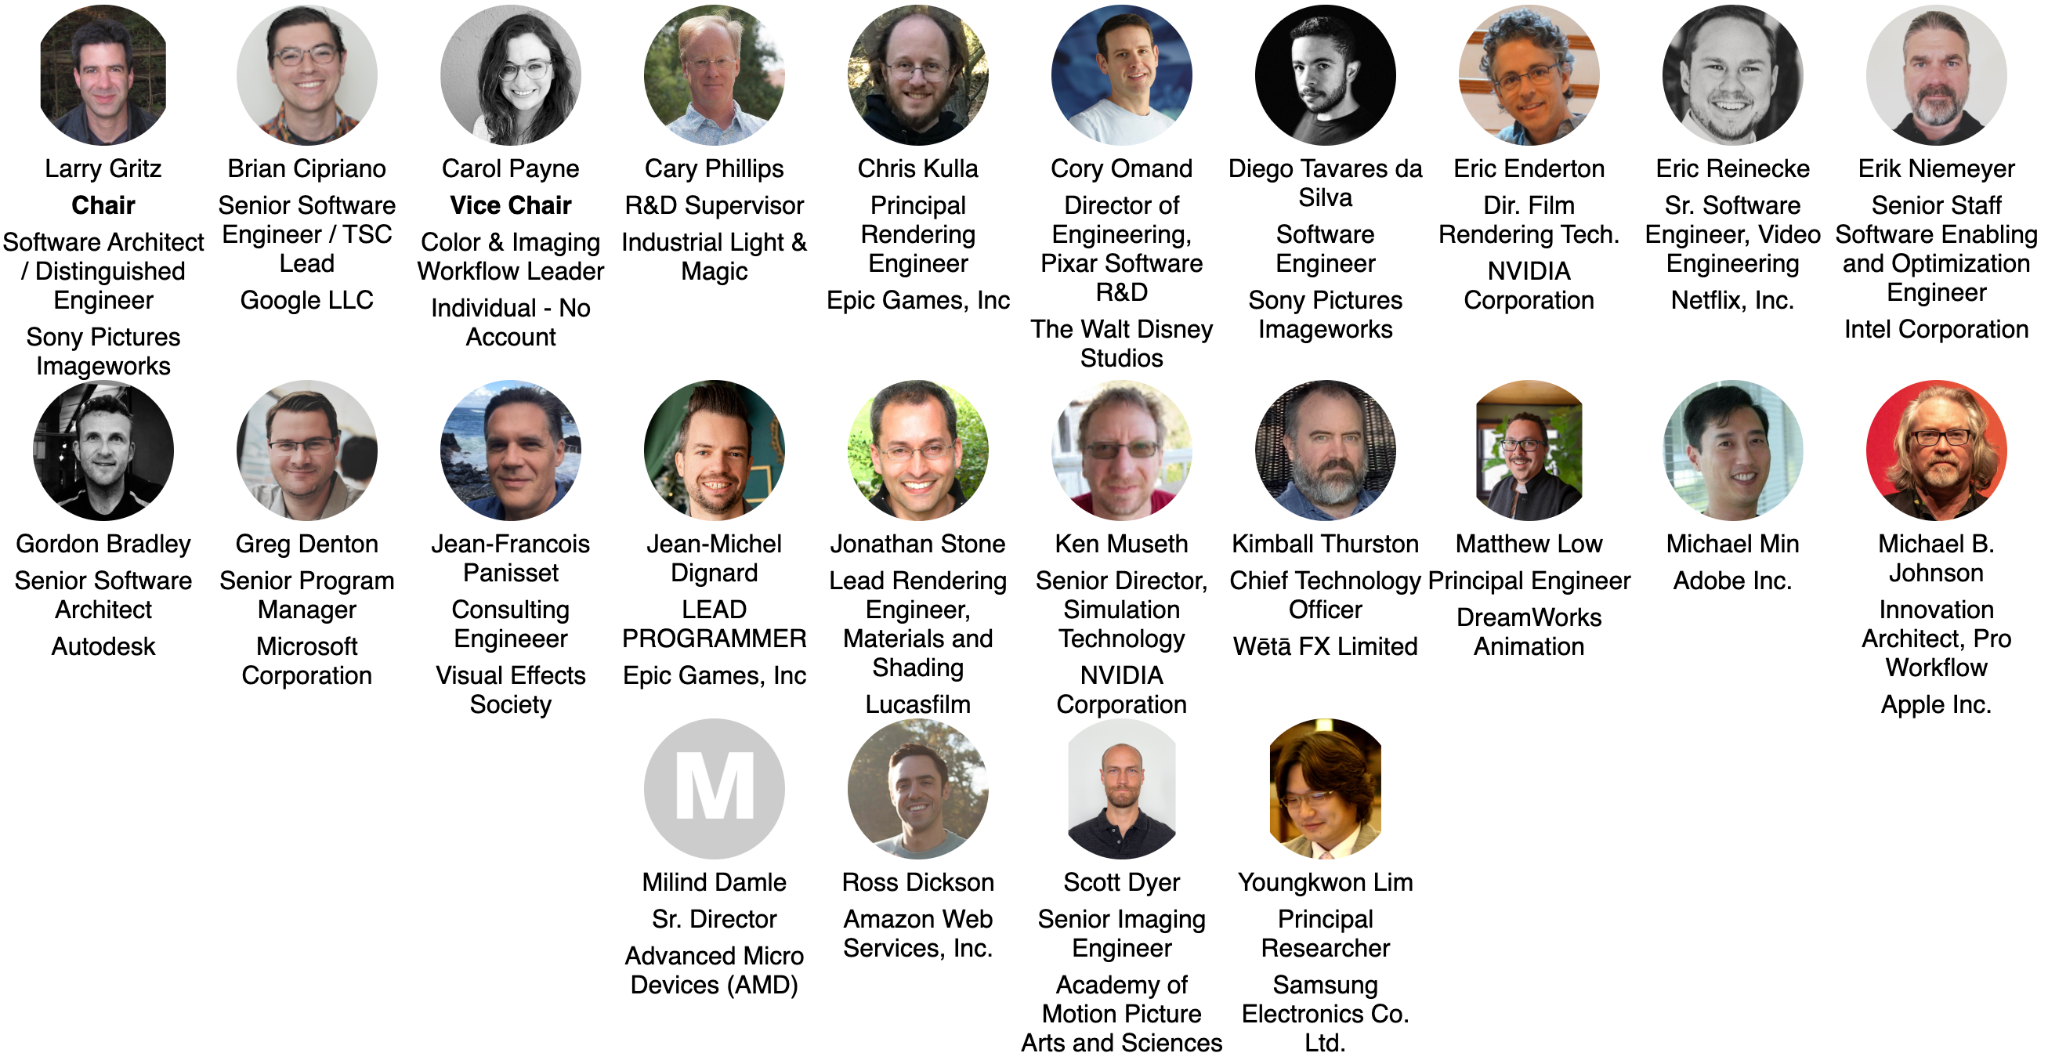 Larry Gritz
Chair
Software Architect
/ Distinguished
Engineer
Sony Pictures
Imageworks
Brian Cipriano
Senior Software
Engineer / TSC
Lead
Google LLC
Carol Payne
Vice Chair
Color & Imaging
Workflow Leader
Individual - No
Account
Cary Phillips
R&D Supervisor
Industrial Light &
Magic
Chris Kulla
Principal
Rendering
Engineer
Epic Games, Inc
Cory Omand
Director of
Engineering,
Pixar Software
R&D
The Walt Disney
Studios
Diego Tavares da
Silva
Software
Engineer
Sony Pictures
Imageworks
Eric Enderton
Dir. Film
Rendering Tech.
NVIDIA
Corporation
Eric Reinecke
Sr. Software
Engineer, Video
Engineering
Netflix, Inc.
Erik Niemeyer
Senior Staff
Software Enabling
and Optimization
Engineer
Intel Corporation
Gordon Bradley
Senior Software
Architect
Autodesk
Greg Denton
Senior Program
Manager
Microsoft
Corporation
Jean-Francois
Panisset
Consulting
Engineeer
Visual Effects
Society
Jean-Michel
Dignard
LEAD
PROGRAMMER
Epic Games, Inc
Jonathan Stone
Lead Rendering
Engineer,
Materials and
Shading
Lucasfilm
Ken Museth
Senior Director,
Simulation
Technology
NVIDIA
Corporation
Kimball Thurston
Chief Technology
Officer
Wētā FX Limited
Matthew Low
Principal Engineer
DreamWorks
Animation
Michael Min
Adobe Inc.
Michael B.
Johnson
Innovation
Architect, Pro
Workflow
Apple Inc.
M
Milind Damle
Sr. Director
Advanced Micro
Devices (AMD)
Ross Dickson
Amazon Web
Services, Inc.
Scott Dyer
Senior Imaging
Engineer
Academy of
Motion Picture
Arts and Sciences
Youngkwon Lim
Principal
Researcher
Samsung
Electronics Co.
Ltd.